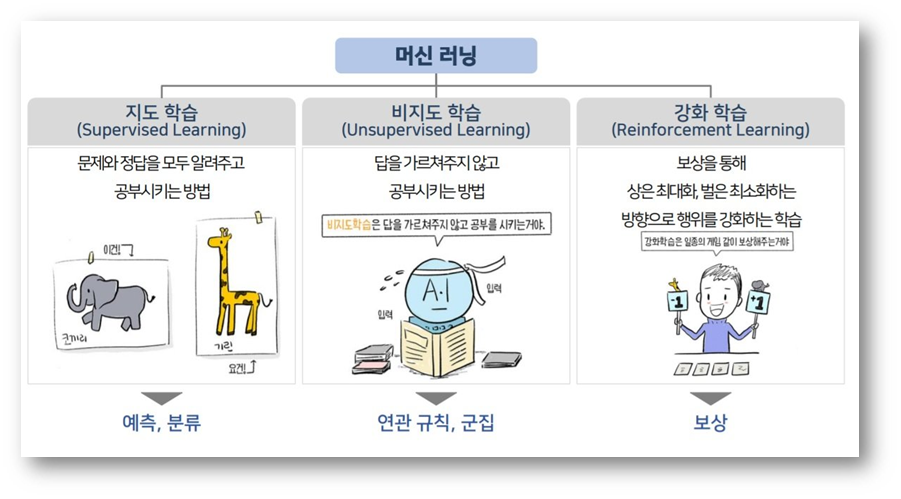 머신 러닝
지도 학습
(Supervised Learning)
문제와 정답을 모두 알려주고
공부시키는 방법
이건!
코끼리
기린
요건!
비지도 학습
(Unsupervised Learning)
답을 가르쳐주지 않고
공부시키는 방법
비지도학습은 답을 가르쳐주지 않고 공부를 시키는거야.
A.I
입력
입력
강화 학습
(Reinforcement Learning)
보상을 통해
상은 최대화, 벌은 최소화하는
방향으로 행위를 강화하는 학습
강화학습은 일종의 게임 같이 보상해주는거야
-1
+1
예측, 분류
연관 규칙, 군집
보상